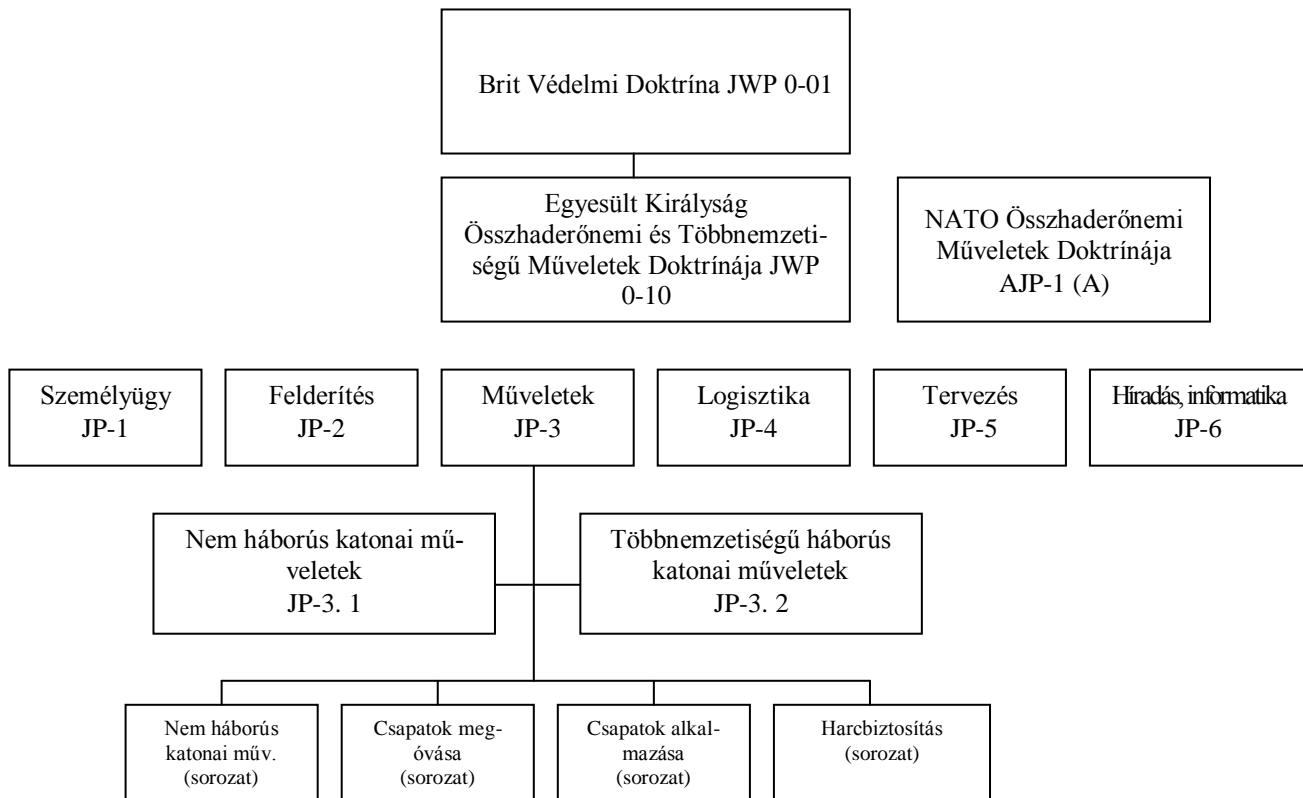 Brit Védelmi Doktrína JWP 0-01
Egyesült Királyság
Összhaderőnemi és Többnemzeti-
ségű Műveletek Doktrínája JWP
0-10
NATO Összhaderőnemi
Műveletek Doktrínája
AJP-1 (A)
Személyügy
JP-1
Felderítés
JP-2
Műveletek
JP-3
Logisztika
JP-4
Tervezés
JP-5
Híradás, informatika
JP-6
Nem háborús katonai mű-
veletek
JP-3. 1
Többnemzetiségű háborús
katonai műveletek
JP-3. 2
Nem háborús
katonai műv.
(sorozat)
Csapatok meg-
óvása
(sorozat)
Csapatok alkal-
mazása
(sorozat)
Harcbiztosítás
(sorozat)